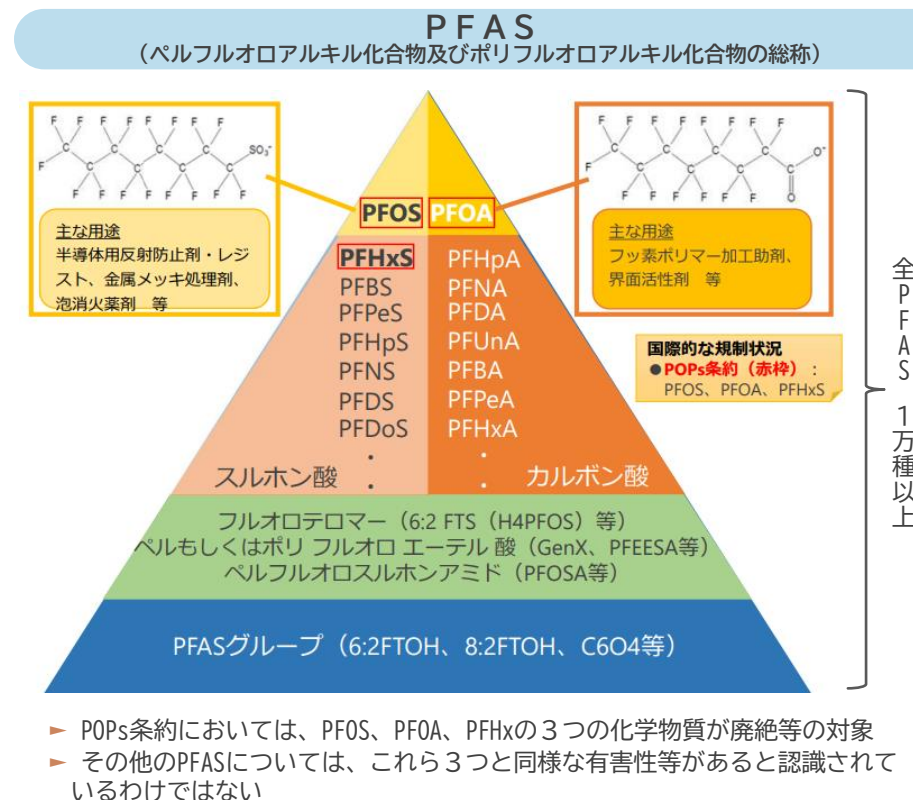 PFAS
(ペルフルオロアルキル化合物及びポリフルオロアルキル化合物の総称)
F F F F F F F F
C C C C
F C C C C SO₃⁻
F F F F F F F F
主な用途
半導体用反射防止剤・レジ
スト、金属メッキ処理剤、
泡消火薬剤 等
F F F F F F F
C C C C O⁻
F C C C C
F F F F F F F O
主な用途
フッ素ポリマー加工助剤、
界面活性剤 等
PFOS PFOA
PFHxS PFHpA
PFBS PFNA
PFPeS PFDA
PFHpS PFUnA
PFNS PFBA
PFDS PFPeA
PFDoS PFHxA
・ ・
スルホン酸 ・ ・ カルボン酸
国際的な規制状況
●POPs条約(赤枠):
PFOS、PFOA、PFHxS
フルオロテロマー(6:2 FTS(H4PFOS)等)
ペルもしくはポリ フルオロ エーテル 酸(GenX、PFEESA等)
ペルフルオロスルホンアミド(PFOSA等)
PFASグループ(6:2FTOH、8:2FTOH、C6O4等)
全PFAS 1万種以上
► POPs条約においては、PFOS、PFOA、PFHxの3つの化学物質が廃絶等の対象
► その他のPFASについては、これら3つと同様な有害性等があると認識されて
いるわけではない